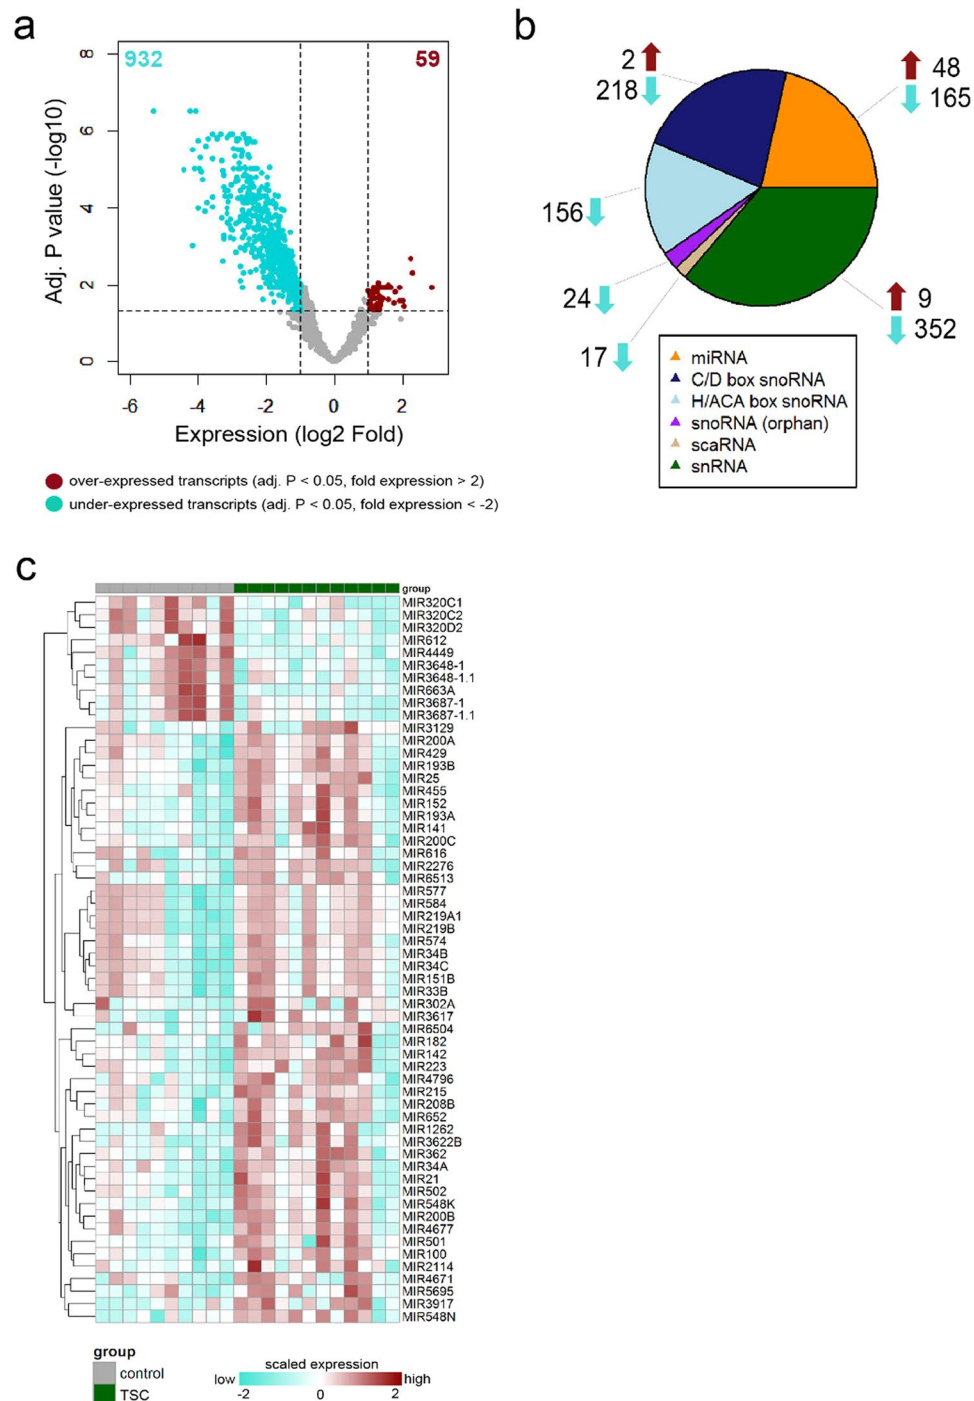 a
932
59
8
6
4
2
0
Adj. P value (-log10)
-6
-4
-2
0
2
Expression (log2 Fold)
over-expressed transcripts (adj. P < 0.05, fold expression > 2)
under-expressed transcripts (adj. P < 0.05, fold expression < -2)
b
2
218
48
165
156
24
17
9
352
miRNA
C/D box snoRNA
H/ACA box snoRNA
snoRNA (orphan)
scaRNA
snRNA
c
group
MIR320C1
MIR320C2
MIR320D2
MIR612
MIR4449
MIR3648-1
MIR3648-1.1
MIR663A
MIR3687-1
MIR3687-1.1
MIR3129
MIR200A
MIR429
MIR193B
MIR25
MIR455
MIR152
MIR193A
MIR141
MIR200C
MIR616
MIR2276
MIR6513
MIR577
MIR584
MIR219A1
MIR219B
MIR574
MIR34B
MIR34C
MIR151B
MIR33B
MIR302A
MIR3617
MIR6504
MIR182
MIR142
MIR223
MIR4796
MIR215
MIR208B
MIR652
MIR1262
MIR3622B
MIR362
MIR34A
MIR21
MIR502
MIR548K
MIR200B
MIR4677
MIR501
MIR100
MIR2114
MIR4671
MIR5695
MIR3917
MIR548N
group
control
TSC
scaled expression
low
high
-2
0
2